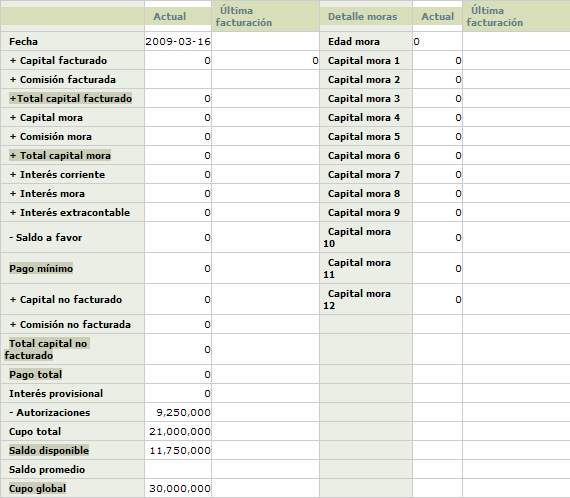 Actual Última facturación Detalle moras Actual Última facturación
Fecha 2009-03-16 Edad mora 0
+ Capital facturado 0 0 Capital mora 1 0
+ Comisión facturada Capital mora 2 0
+Total capital facturado 0 Capital mora 3 0
+ Capital mora 0 Capital mora 4 0
+ Comisión mora 0 Capital mora 5 0
+ Total capital mora 0 Capital mora 6 0
+ Interés corriente 0 Capital mora 7 0
+ Interés mora 0 Capital mora 8 0
+ Interés extracontable 0 Capital mora 9 0
- Saldo a favor 0 Capital mora 10 0
Pago mínimo 0 Capital mora 11 0
+ Capital no facturado 0 Capital mora 12 0
+ Comisión no facturada 0
Total capital no facturado 0
Pago total 0
Interés provisional 0
- Autorizaciones 9,250,000
Cupo total 21,000,000
Saldo disponible 11,750,000
Saldo promedio
Cupo global 30,000,000